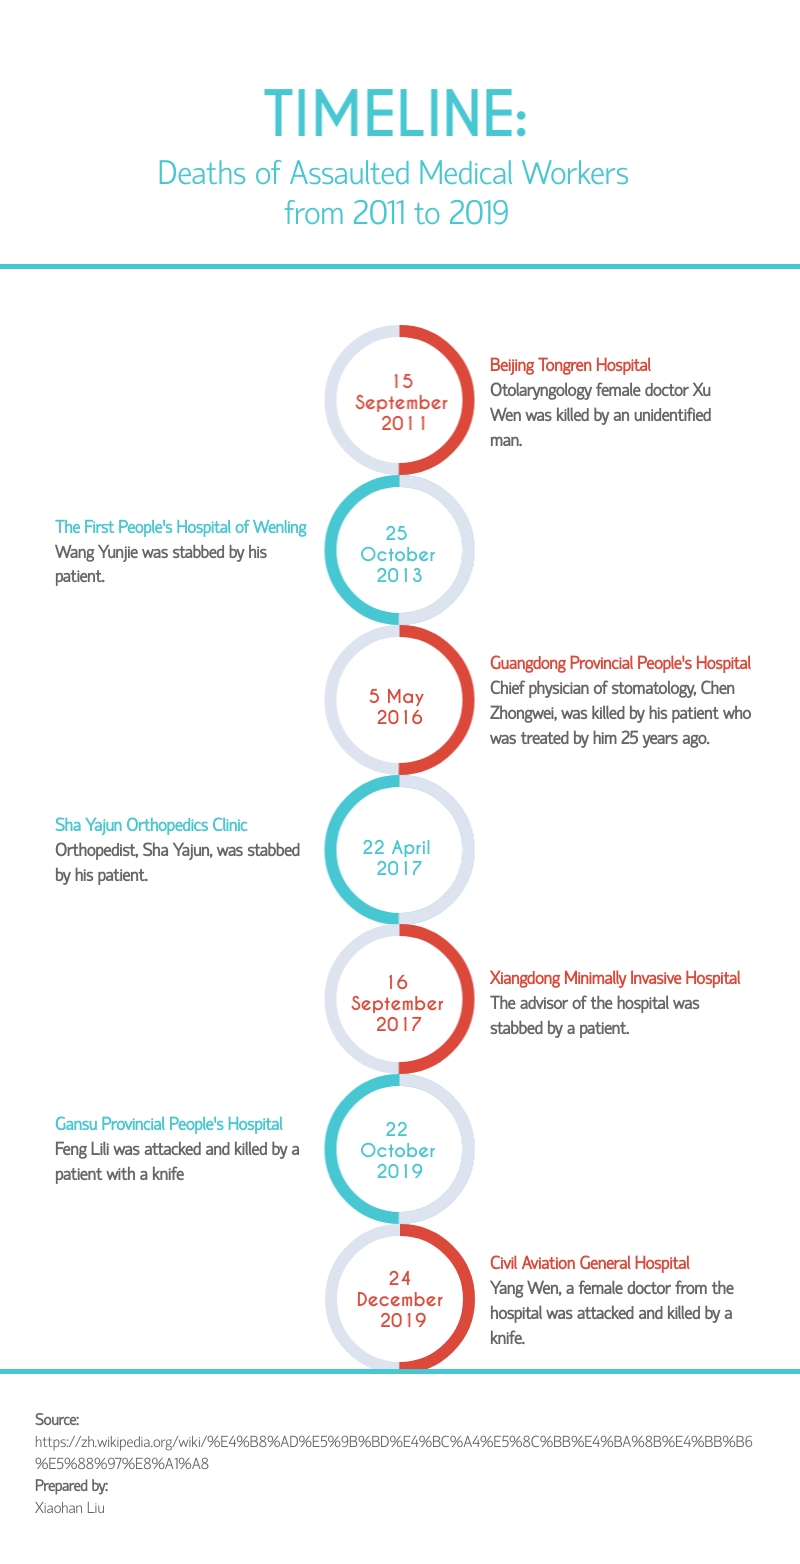 TIMELINE:
Deaths of Assaulted Medical Workers
from 2011 to 2019
15
September
2011
Beijing Tongren Hospital
Otolaryngology female doctor Xu
Wen was killed by an unidentified
man.
The First People's Hospital of Wenling
Wang Yunjie was stabbed by his
patient.
25
October
2013
Guangdong Provincial People's Hospital
Chief physician of stomatology, Chen
Zhongwei, was killed by his patient who
was treated by him 25 years ago.
5 May
2016
Sha Yajun Orthopedics Clinic
Orthopedist, Sha Yajun, was stabbed
by his patient.
22 April
2017
16
September
2017
Xiangdong Minimally Invasive Hospital
The advisor of the hospital was
stabbed by a patient.
Gansu Provincial People's Hospital
Feng Lili was attacked and killed by a
patient with a knife
22
October
2019
24
December
2019
Civil Aviation General Hospital
Yang Wen, a female doctor from the
hospital was attacked and killed by a
knife.
Source:
https://zh.wikipedia.org/wiki/%E4%B8%AD%E5%9B%BD%E4%BC%A4%E5%8C%BB%E4%BA%8B%E4%BB%B6
%E5%88%97%E8%A1%A8
Prepared by:
Xiaohan Liu